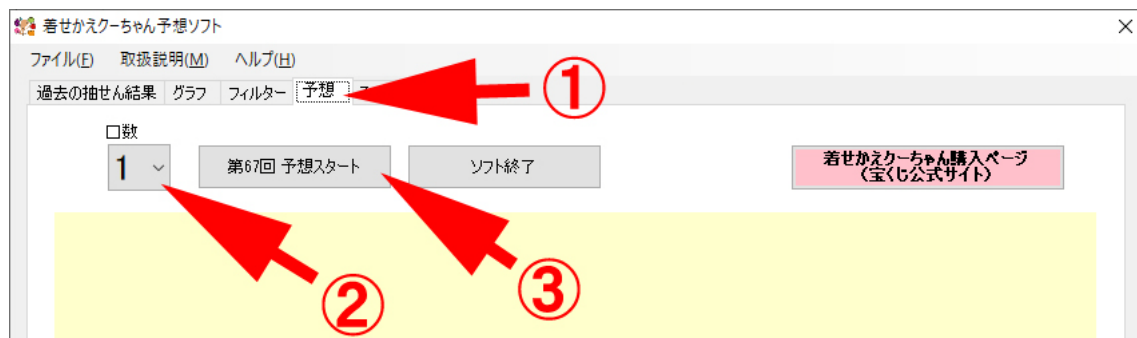 着せかえクーちゃん予想ソフト
ファイル(F) 取扱説明(M) ヘルプ(H)
過去の抽せん結果 グラフ フィルター 予想
①
口数
1 第67回 予想スタート ソフト終了 着せかえクーちゃん購入ページ
(宝くじ公式サイト)
② ③